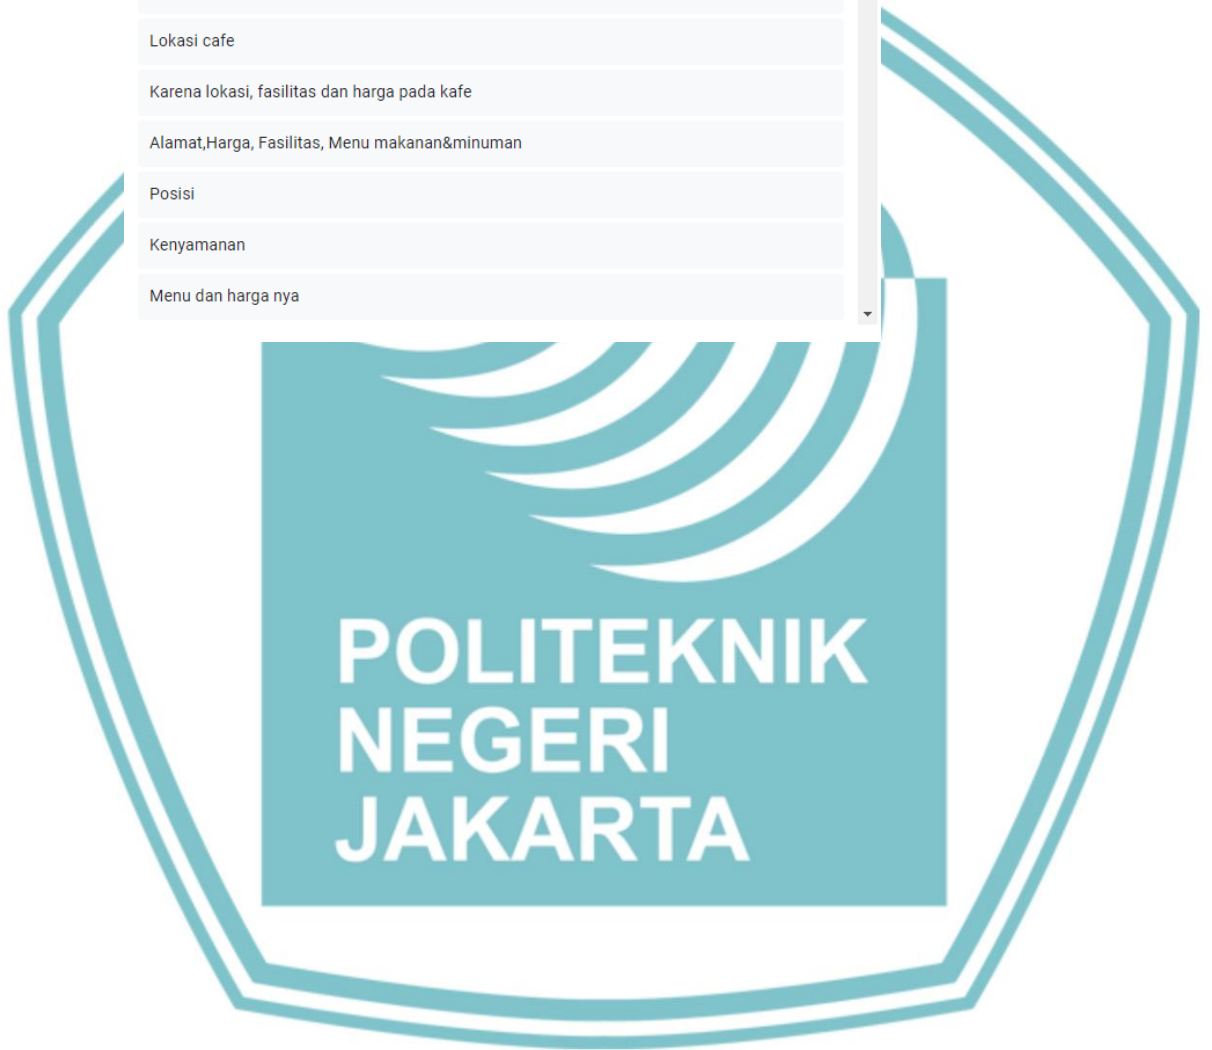 Lokasi cafe
Karena lokasi, fasilitas dan harga pada kafe
Alamat,Harga, Fasilitas, Menu makanan&minuman
Posisi
Kenyamanan
Menu dan harga nya
POLITEKNIK
NEGERI
JAKARTA